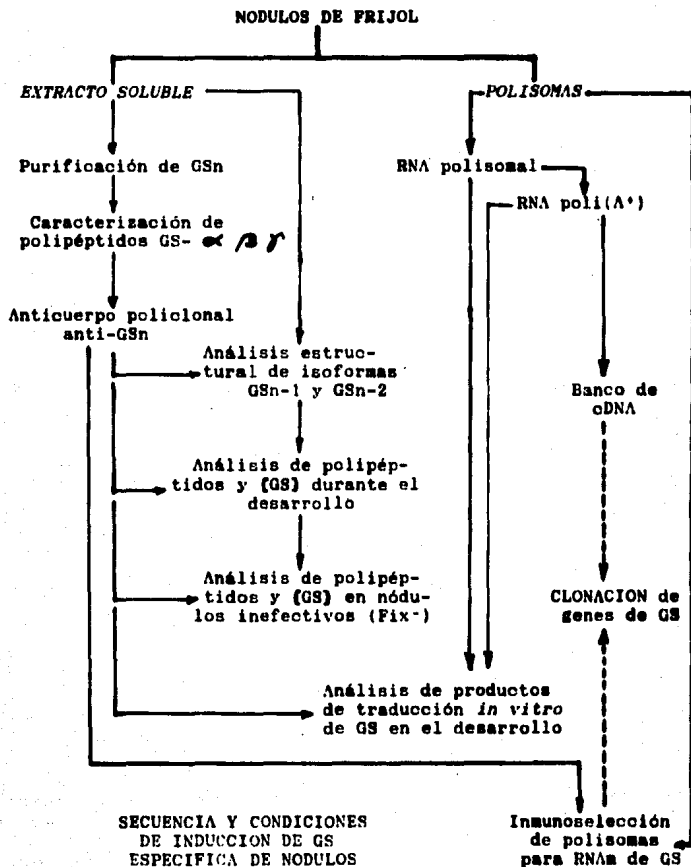 NODULOS DE FRIJOL
EXTRACTO SOLUBLE
POLISOMAS
Purificación de GSn
RNA polisomal
RNA poli(A+)
Caracterización de
polipéptidos GS- α β γ
Anticuerpo policlonal
anti-GSn
Análisis estruc-
tural de isoformas
GSn-1 y GSn-2
Banco de
cDNA
Análisis de polipép-
tidos y [GS] durante el
desarrollo
Análisis de polipép-
tidos y [GS] en nódu-
los inefectivos (Fix-)
CLONACION de
genes de GS
Análisis de productos
de traducción in vitro
de GS en el desarrollo
SECUENCIA Y CONDICIONES
DE INDUCCION DE GS
ESPECIFICA DE NODULOS
Inmunoselección
de polisomas
para RNAm de GS